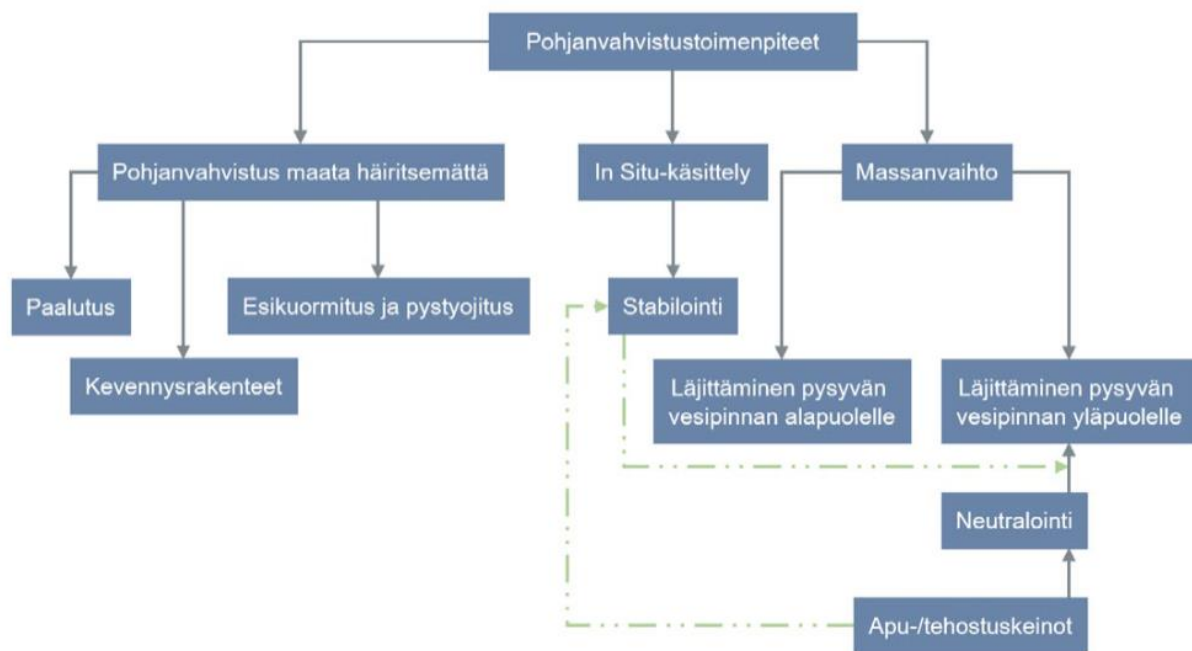 Pohjanvahvistustoimenpiteet
Pohjanvahvistus maata häiritsemättä
In Situ-käsittely
Massanvaihto
Paalutus
Esikuormitus ja pystyojitus
Stabilointi
Kevennysrakenteet
Läjittäminen pysyvän
vesipinnan alapuolelle
Läjittäminen pysyvän
vesipinnan yläpuolelle
Neutralointi
Apu-/tehostuskeinot